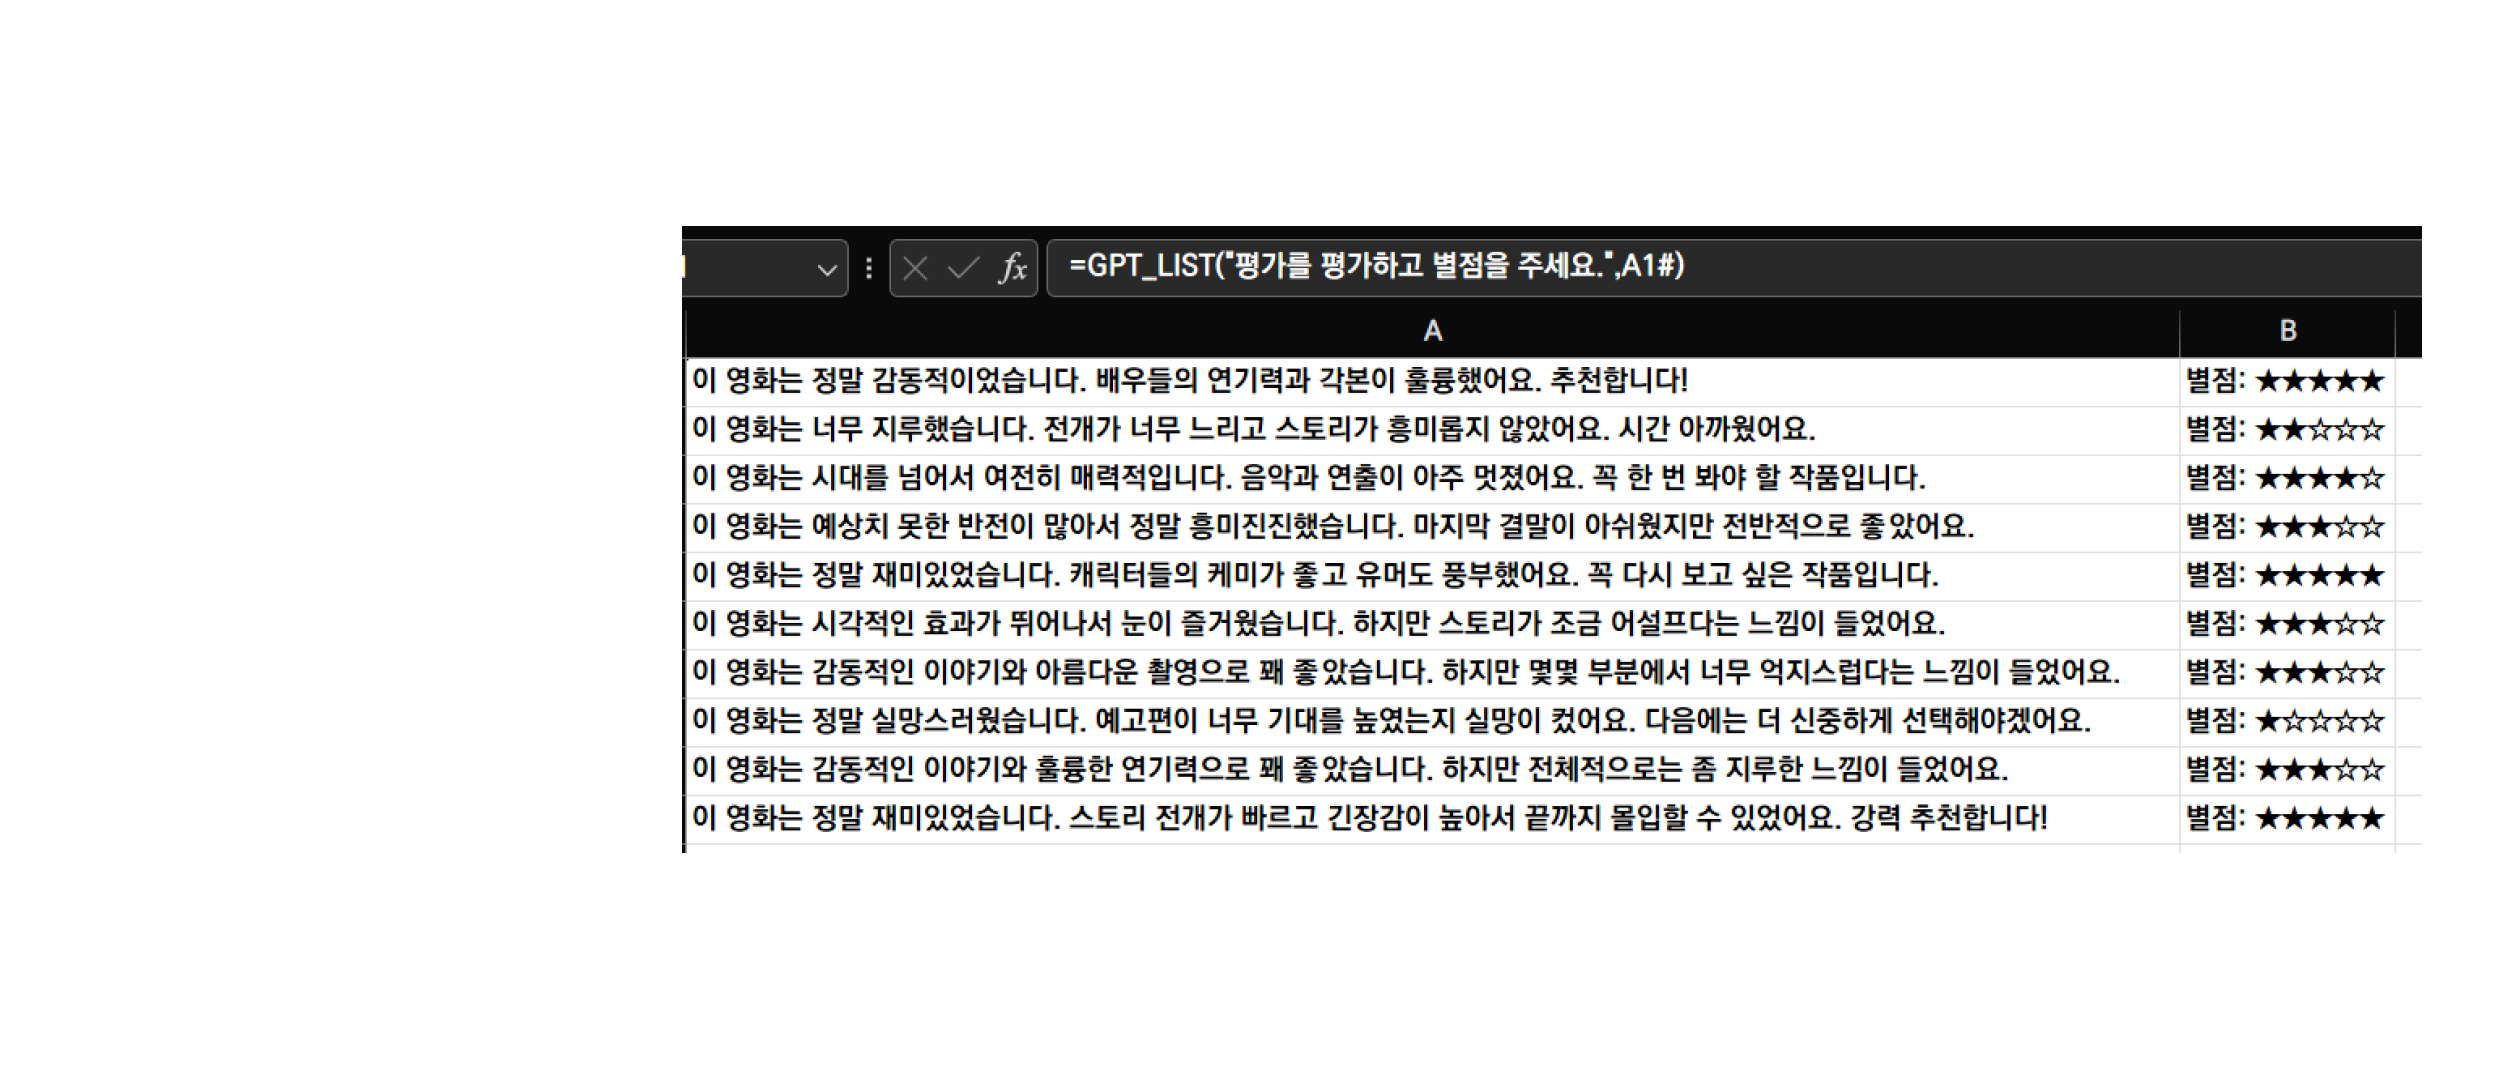 fx =GPT_LIST("평가를 평가하고 별점을 주세요.",A1#)
A B
이 영화는 정말 감동적이었습니다. 배우들의 연기력과 각본이 훌륭했어요. 추천합니다! 별점: ★★★★★
이 영화는 너무 지루했습니다. 전개가 너무 느리고 스토리가 흥미롭지 않았어요. 시간 아까웠어요. 별점: ★★☆☆☆
이 영화는 시대를 넘어서 여전히 매력적입니다. 음악과 연출이 아주 멋졌어요. 꼭 한 번 봐야 할 작품입니다. 별점: ★★★★☆
이 영화는 예상치 못한 반전이 많아서 정말 흥미진진했습니다. 마지막 결말이 아쉬웠지만 전반적으로 좋았어요. 별점: ★★★☆☆
이 영화는 정말 재미있었습니다. 캐릭터들의 케미가 좋고 유머도 풍부했어요. 꼭 다시 보고 싶은 작품입니다. 별점: ★★★★★
이 영화는 시각적인 효과가 뛰어나서 눈이 즐거웠습니다. 하지만 스토리가 조금 어설프다는 느낌이 들었어요. 별점: ★★★☆☆
이 영화는 감동적인 이야기와 아름다운 촬영으로 꽤 좋았습니다. 하지만 몇몇 부분에서 너무 억지스럽다는 느낌이 들었어요. 별점: ★★★☆☆
이 영화는 정말 실망스러웠습니다. 예고편이 너무 기대를 높였는지 실망이 컸어요. 다음에는 더 신중하게 선택해야겠어요. 별점: ★☆☆☆☆
이 영화는 감동적인 이야기와 훌륭한 연기력으로 꽤 좋았습니다. 하지만 전체적으로는 좀 지루한 느낌이 들었어요. 별점: ★★★☆☆
이 영화는 정말 재미있었습니다. 스토리 전개가 빠르고 긴장감이 높아서 끝까지 몰입할 수 있었어요. 강력 추천합니다! 별점: ★★★★★